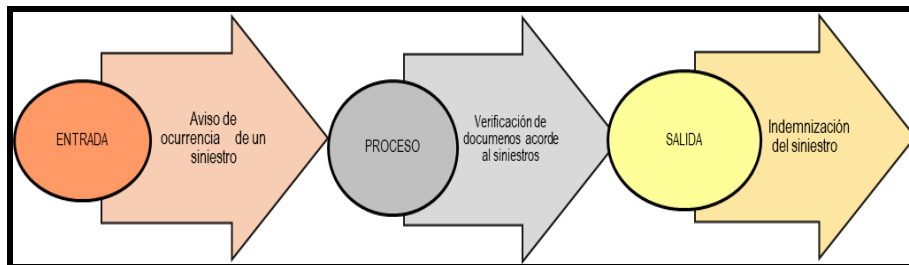 ENTRADA
Aviso de
ocurrencia de un
siniestro
PROCESO
Verificación de
documenos acorde
al siniestros
SALIDA
Indemnización
del siniestro